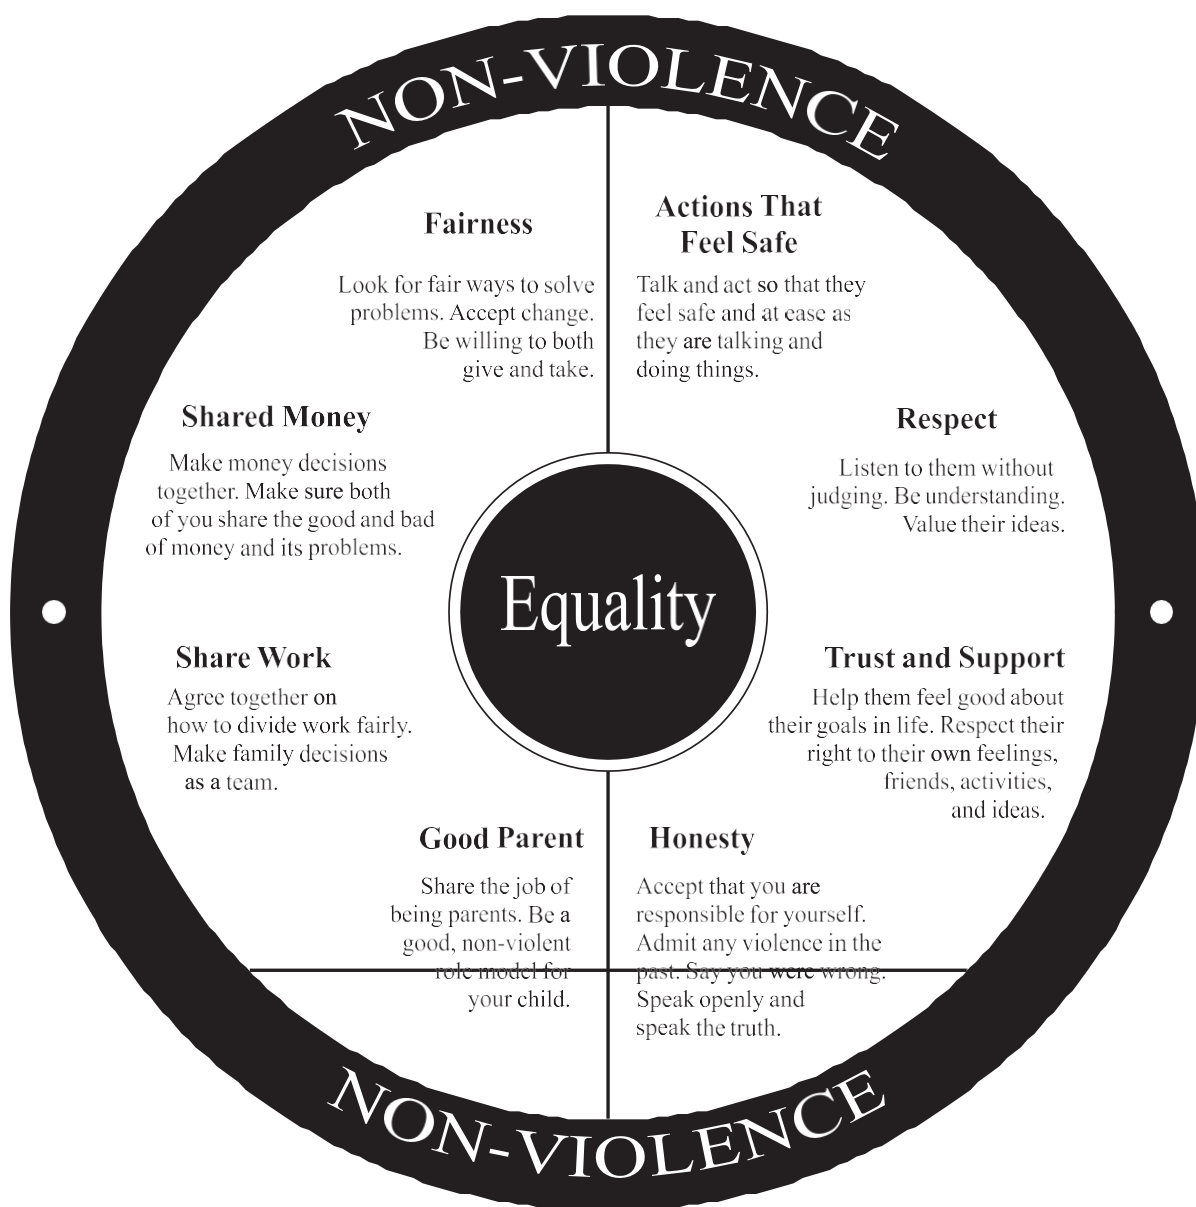 NON-VIOLENCE
Fairness
Look for fair ways to solve
problems. Accept change.
Be willing to both
give and take.
Actions That
Feel Safe
Talk and act so that they
feel safe and at ease as
they are talking and
doing things.
Shared Money
Make money decisions
together. Make sure both
of you share the good and bad
of money and its problems.
Respect
Listen to them without
judging. Be understanding.
Value their ideas.
Equality
Share Work
Agree together on
how to divide work fairly.
Make family decisions
as a team.
Trust and Support
Help them feel good about
their goals in life. Respect their
right to their own feelings,
friends, activities,
and ideas.
Good Parent
Share the job of
being parents. Be a
good, non-violent
role model for
your child.
Honesty
Accept that you are
responsible for yourself.
Admit any violence in the
past. Say you were wrong.
Speak openly and
speak the truth.
NON-VIOLENCE